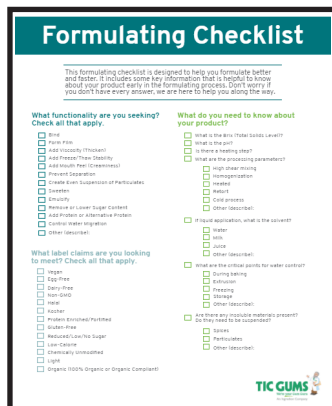 Formulating Checklist
This formulating checklist is designed to help you formulate better
and faster. It includes some key information that is helpful to know
about your product early in the formulating process. Don't worry if
you don't have every answer, we are here to help you along the way.
What functionality are you seeking?
Check all that apply.
Bind
Form Film
Add Viscosity (Thicken)
Add Freeze/Thaw Stability
Add Mouth Feel (Creaminess)
Prevent Separation
Create Even Suspension of Particulates
Sweeten
Emulsify
Remove or Lower Sugar Content
Add Protein or Alternative Protein
Control Water Migration
Other (describe):
What label claims are you looking
to meet? Check all that apply.
Vegan
Egg-Free
Dairy-Free
Non-GMO
Halal
Kosher
Protein Enriched/Fortified
Gluten-Free
Reduced/Low/No Sugar
Low-Calorie
Chemically Unmodified
Light
Organic (100% Organic or Organic Compliant)
What do you need to know about
your product?
What is the Brix (Total Solids Level)?
What is the pH?
Is there a heating step?
What are the processing parameters?
High shear mixing
Homogenization
Heated
Retort
Cold process
Other (describe):
If liquid application, what is the solvent?
Water
Milk
Juice
Other (describe):
What are the critical points for water control?
During baking
Extrusion
Freezing
Storage
Other (describe):
Are there any insoluble materials present?
Do they need to be suspended?
Spices
Particulates
Other (describe):
TIC GUMS